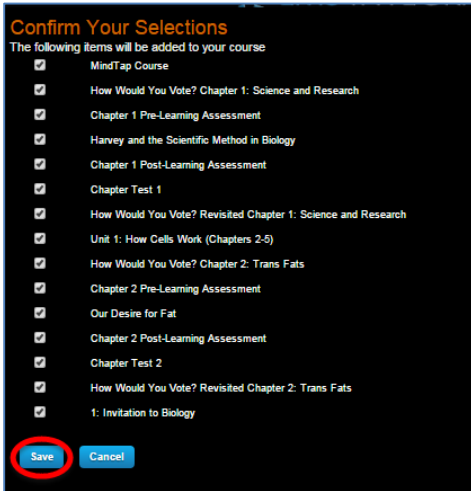 Confirm Your Selections
The following items will be added to your course
MindTap Course
How Would You Vote? Chapter 1: Science and Research
Chapter 1 Pre-Learning Assessment
Harvey and the Scientific Method in Biology
Chapter 1 Post-Learning Assessment
Chapter Test 1
How Would You Vote? Revisited Chapter 1: Science and Research
Unit 1: How Cells Work (Chapters 2-5)
How Would You Vote? Chapter 2: Trans Fats
Chapter 2 Pre-Learning Assessment
Our Desire for Fat
Chapter 2 Post-Learning Assessment
Chapter Test 2
How Would You Vote? Revisited Chapter 2: Trans Fats
1: Invitation to Biology
Save Cancel